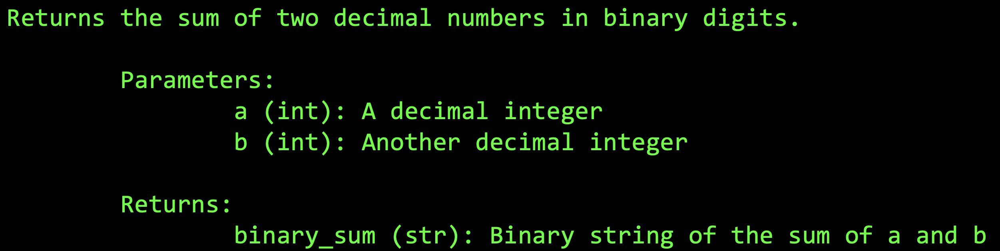 Returns the sum of two decimal numbers in binary digits.
Parameters:
a (int): A decimal integer
b (int): Another decimal integer
Returns:
binary_sum (str): Binary string of the sum of a and b